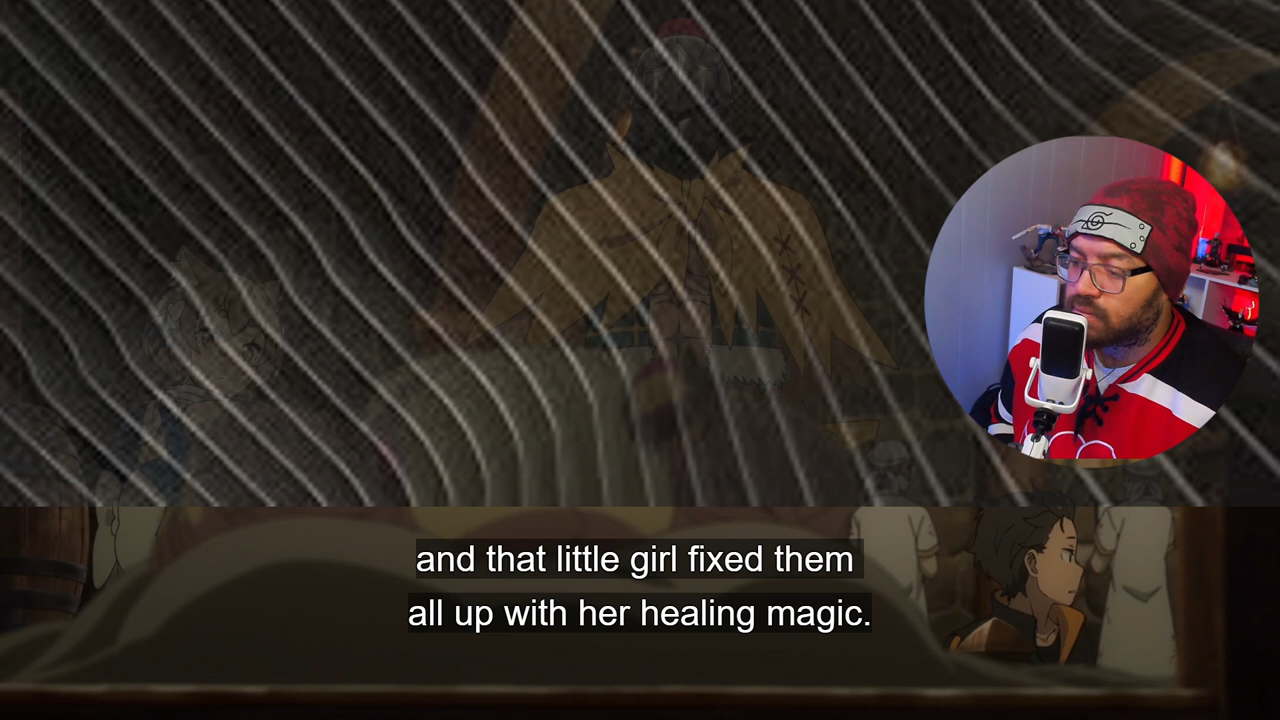 and that little girl fixed them
all up with her healing magic.